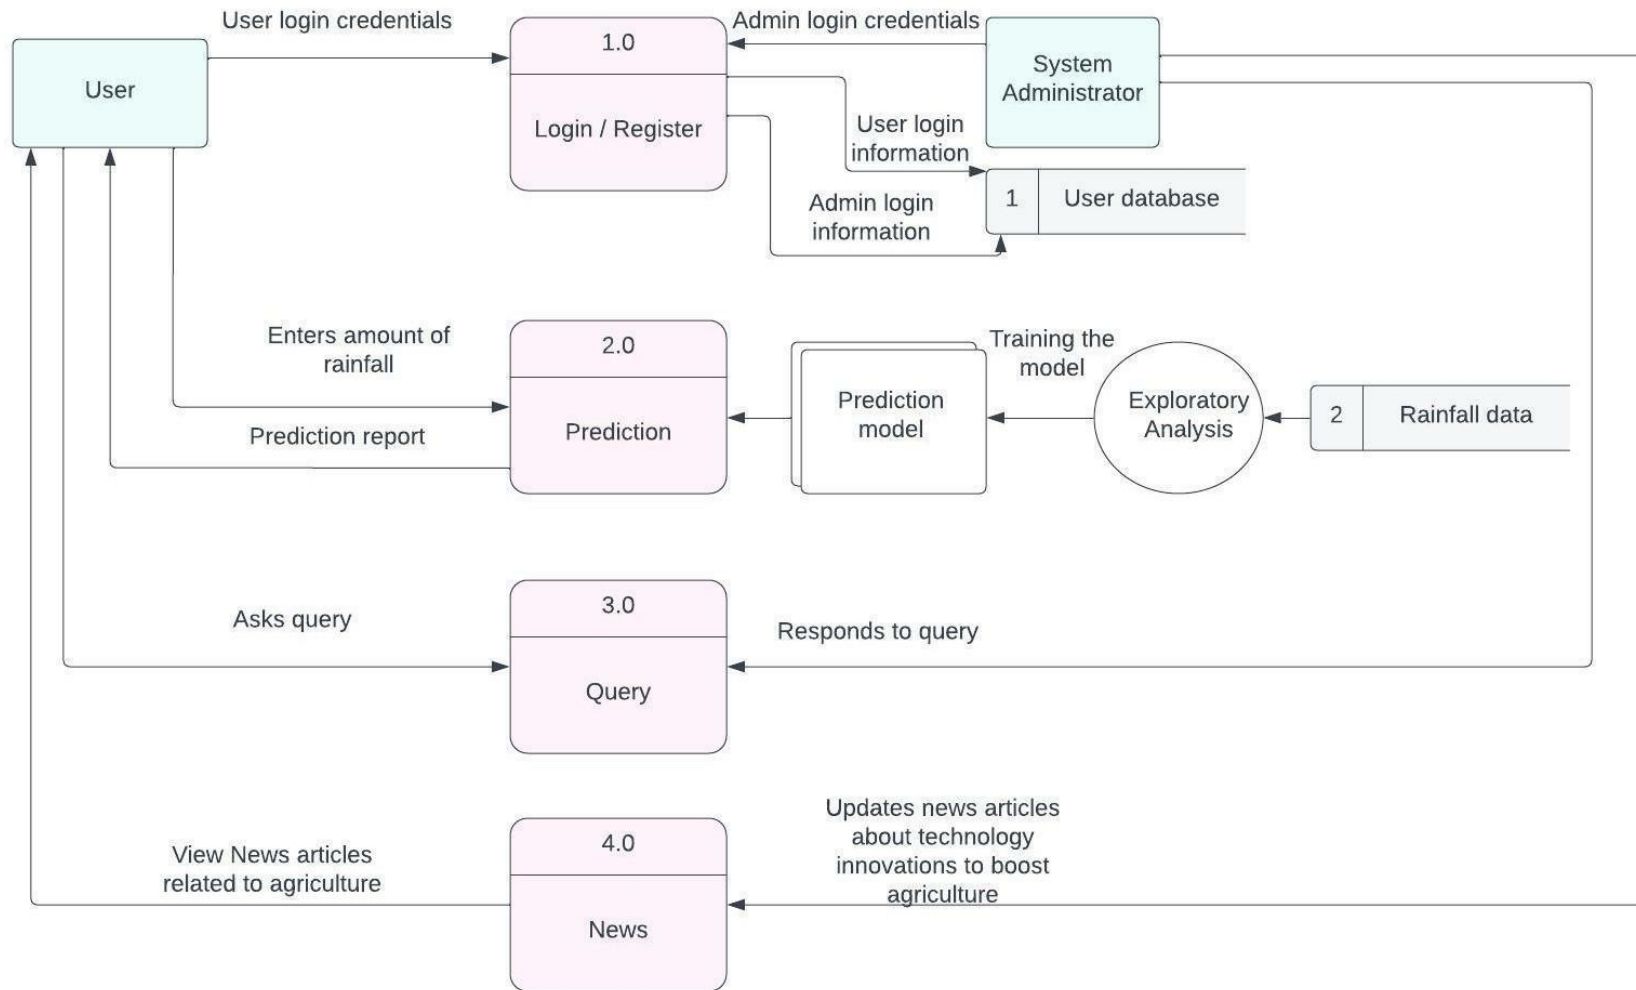 User login credentials
Admin login credentials
1.0
User
System
Administrator
Login / Register
User login
information
1
User database
Admin login
information
Enters amount of
rainfall
2.0
Training the
model
Prediction
model
Exploratory
Analysis
2
Rainfall data
Prediction report
Prediction
3.0
Asks query
Responds to query
Query
Updates news articles
about technology
innovations to boost
agriculture
4.0
View News articles
related to agriculture
News